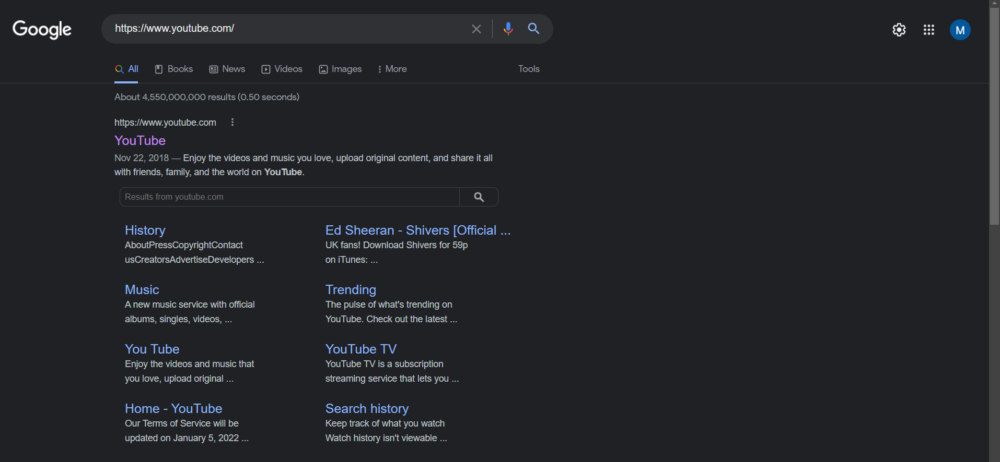 Google
https://www.youtube.com/
M
All
Books
News
Videos
Images
More
Tools
About 4,550,000,000 results (0.50 seconds)
https://www.youtube.com
YouTube
Nov 22, 2018 — Enjoy the videos and music you love, upload original content, and share it all
with friends, family, and the world on YouTube.
Results from youtube.com
History
AboutPressCopyrightContact
usCreatorsAdvertiseDevelopers ...
Ed Sheeran - Shivers [Official ...
UK fans! Download Shivers for 59p
on iTunes: ...
Music
A new music service with official
albums, singles, videos, ...
Trending
The pulse of what's trending on
YouTube. Check out the latest ...
You Tube
Enjoy the videos and music that
you love, upload original ...
YouTube TV
YouTube TV is a subscription
streaming service that lets you ...
Home - YouTube
Our Terms of Service will be
updated on January 5, 2022 ...
Search history
Keep track of what you watch
Watch history isn't viewable ...